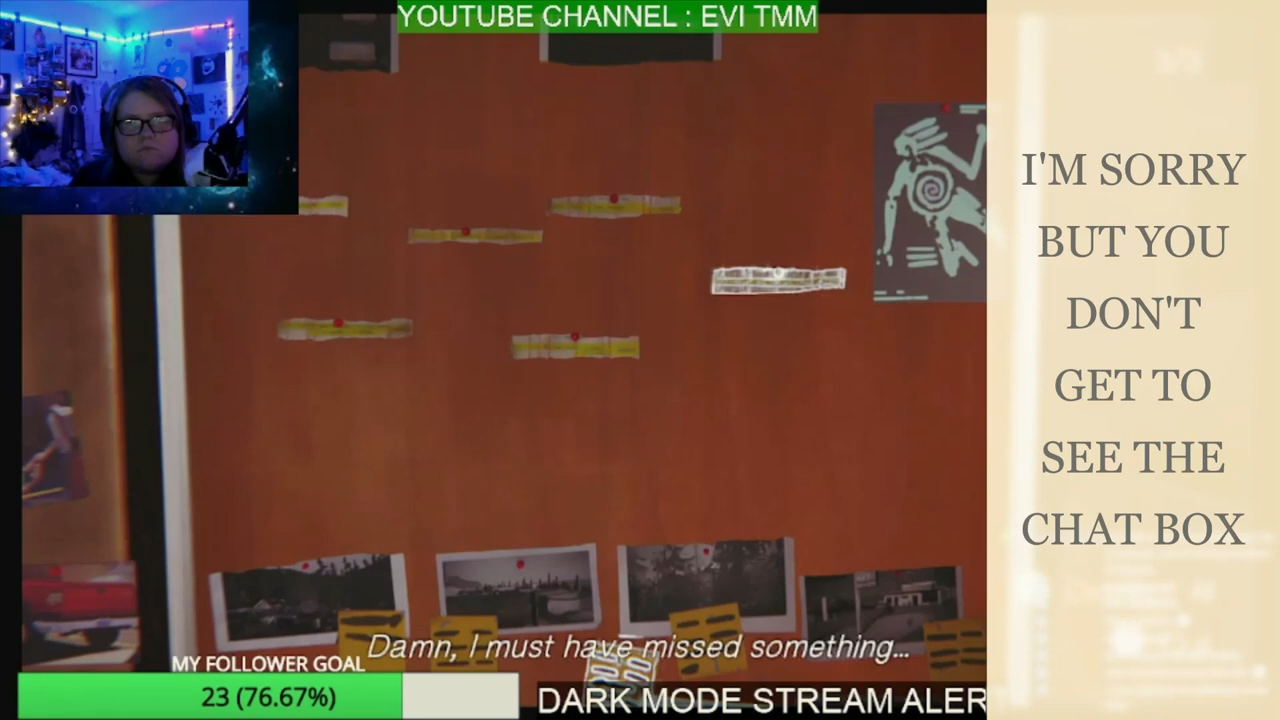 YOUTUBE CHANNEL : EVI TMM
I'M SORRY
BUT YOU
DON'T
GET TO
SEE THE
CHAT BOX
Damn, I must have missed something...
MY FOLLOWER GOAL
23 (76.67%)
DARK MODE STREAM ALER